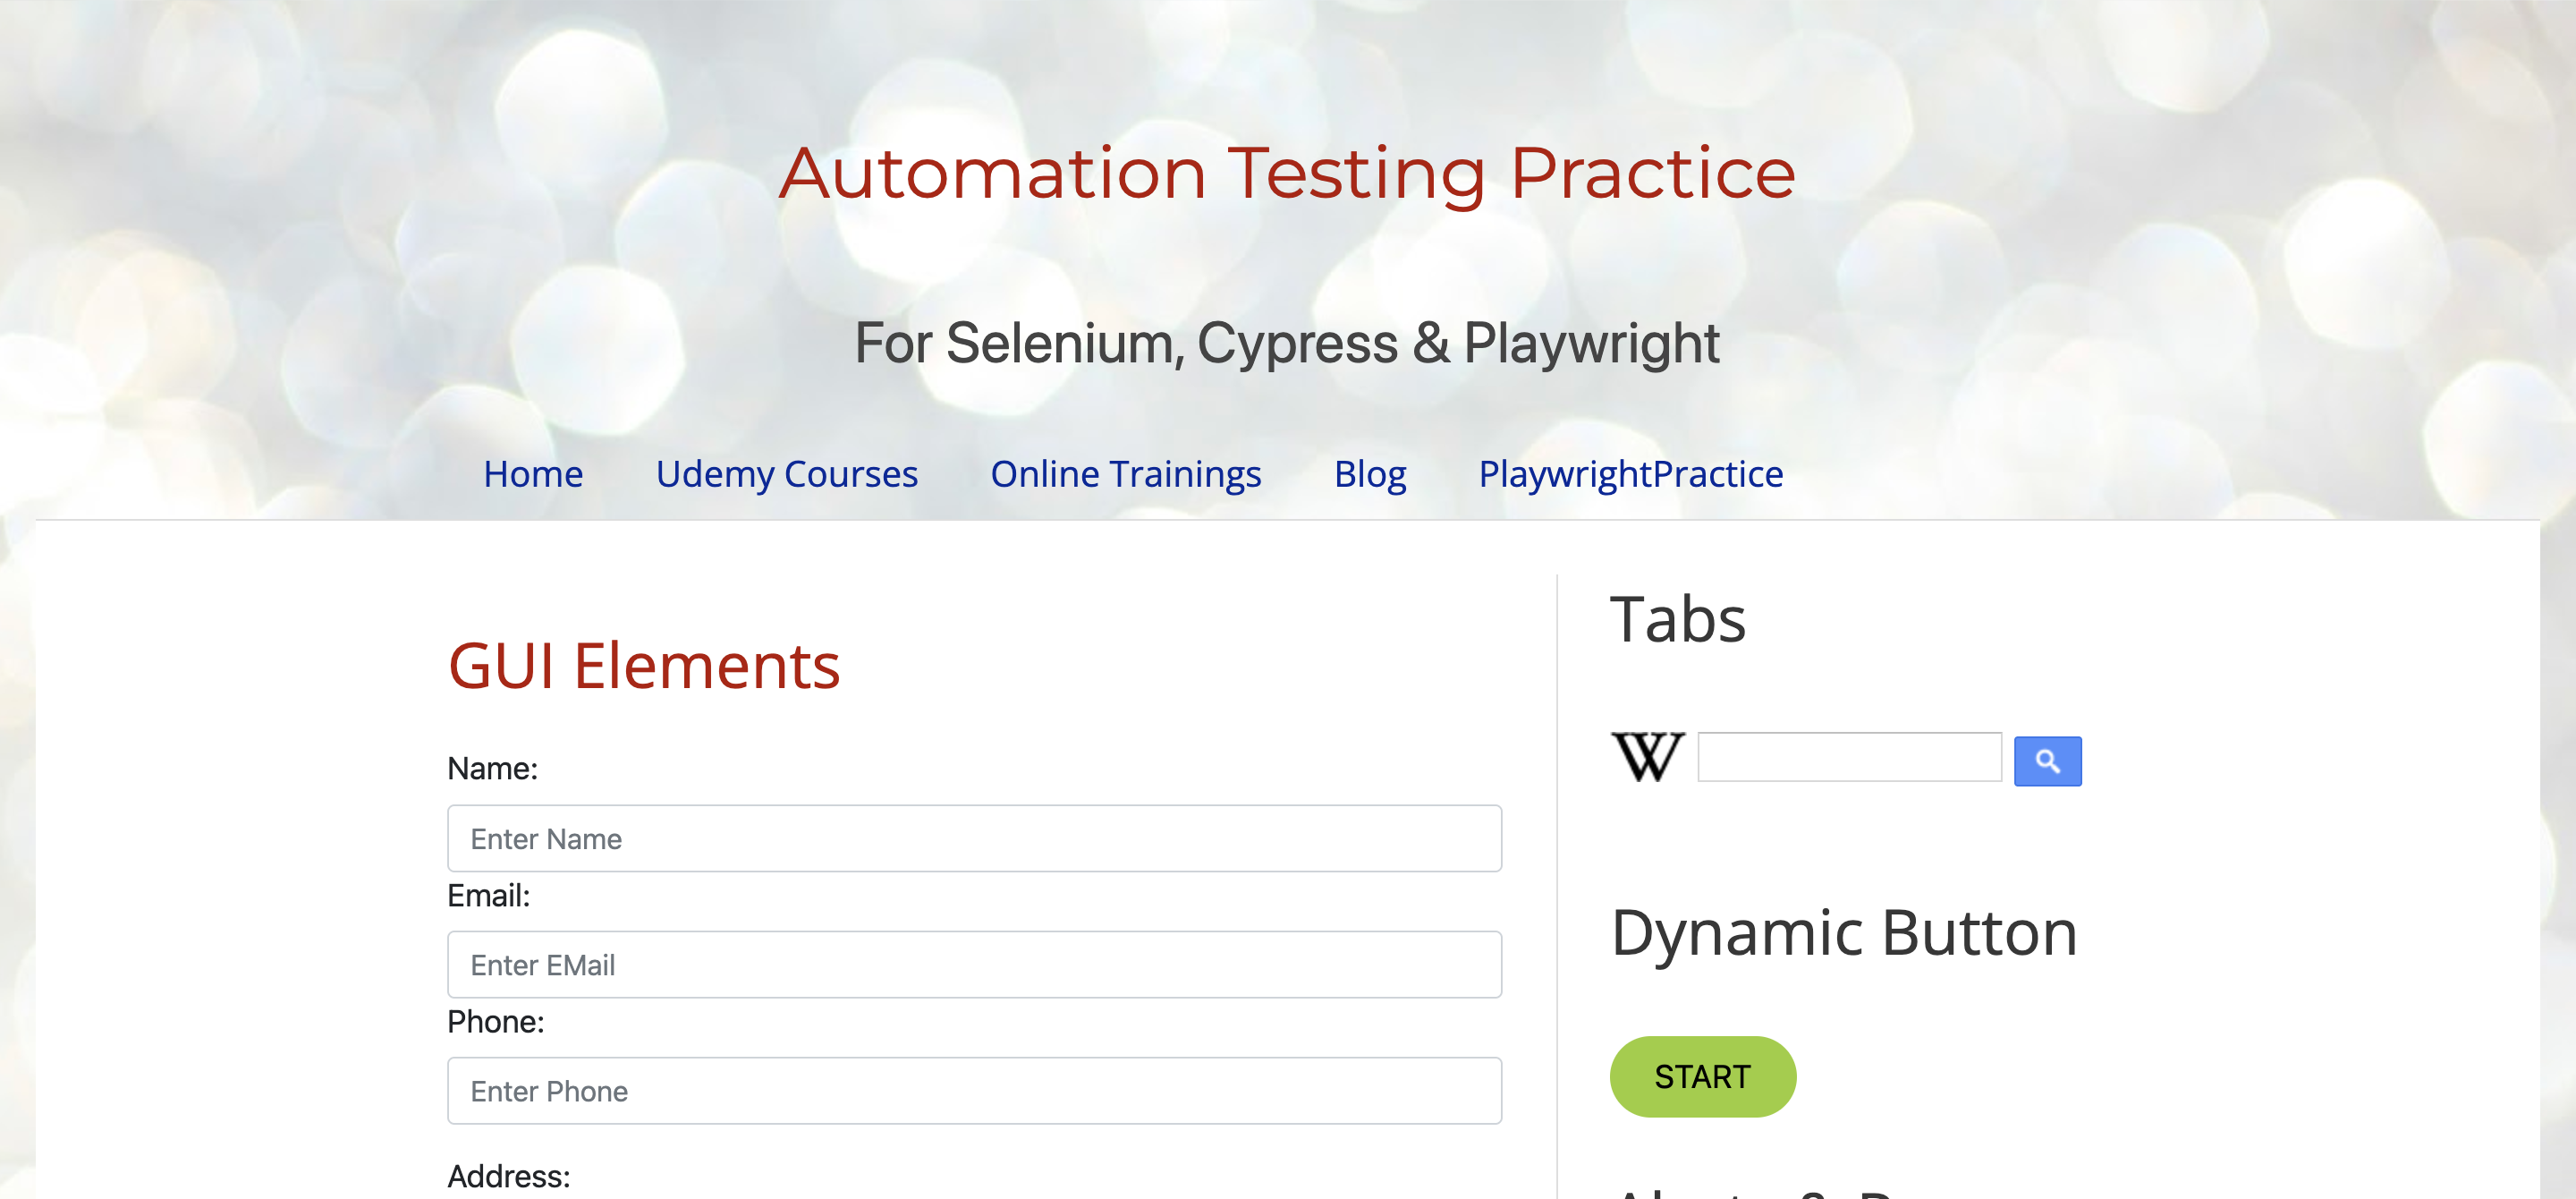 Automation Testing Practice
For Selenium, Cypress & Playwright
Home Udemy Courses Online Trainings Blog PlaywrightPractice
GUI Elements
Name:
Enter Name
Email:
Enter EMail
Phone:
Enter Phone
Address:
Tabs
W
Dynamic Button
START